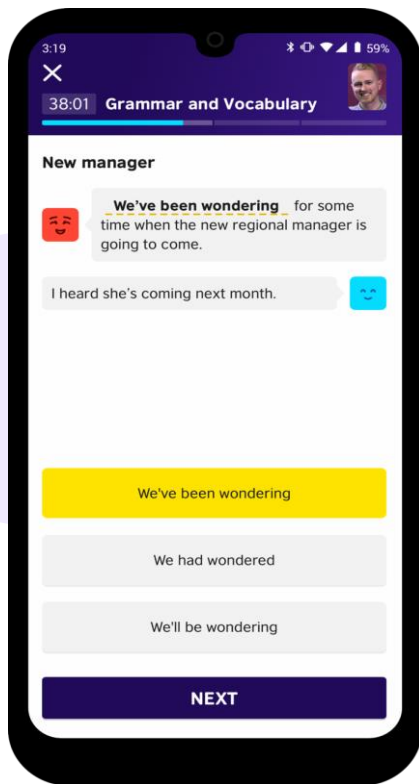 3:19 59%
38:01 Grammar and Vocabulary
New manager
We've been wondering for some
time when the new regional manager is
going to come.
I heard she's coming next month.
We've been wondering
We had wondered
We'll be wondering
NEXT